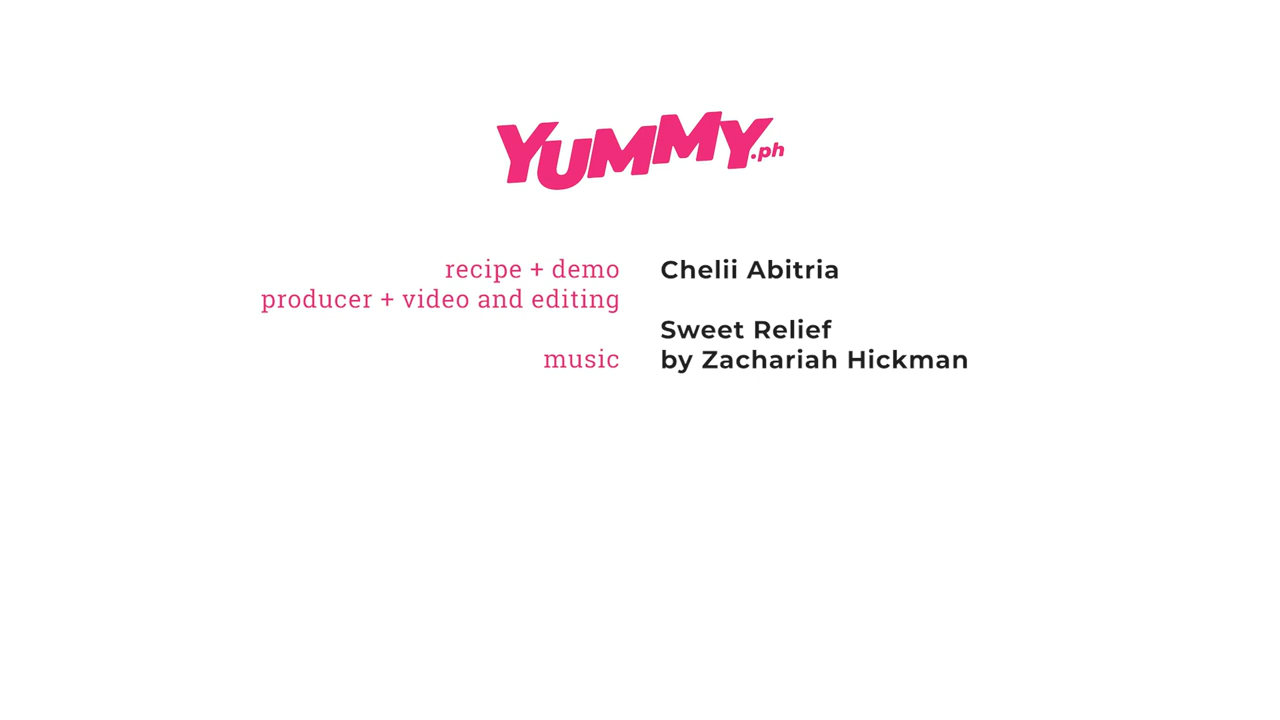 YUMMY.ph
recipe + demo Chelii Abitria
producer + video and editing
Sweet Relief
music by Zachariah Hickman